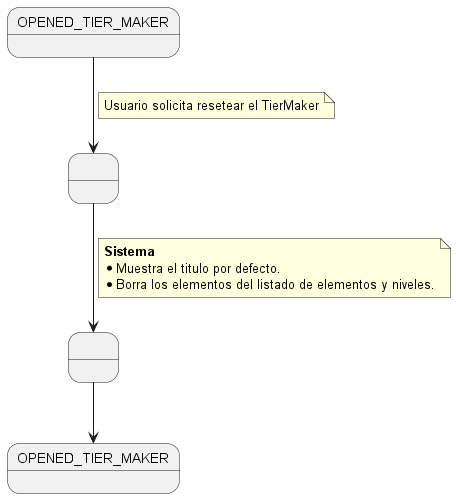 OPENED_TIER_MAKER
Usuario solicita resetear el TierMaker
Sistema
• Muestra el titulo por defecto.
• Borra los elementos del listado de elementos y niveles.
OPENED_TIER_MAKER